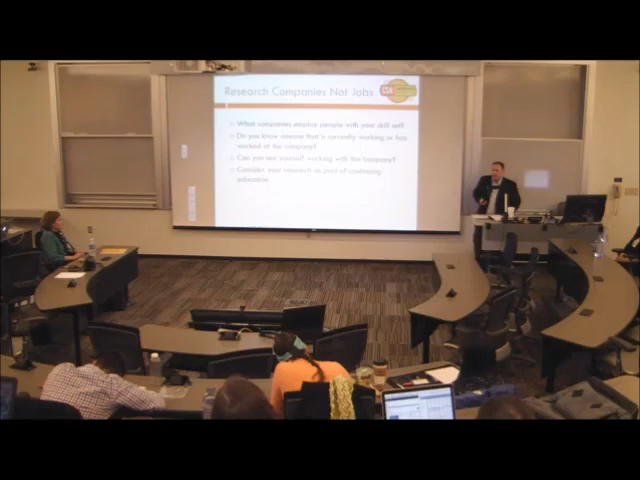 Research Companies Not Jobs
CSA
What companies employ people with your skill set?
Do you know someone that is currently working or has
worked at the company?
Can you see yourself working with the company?
Consider your research as part of continuing
education.